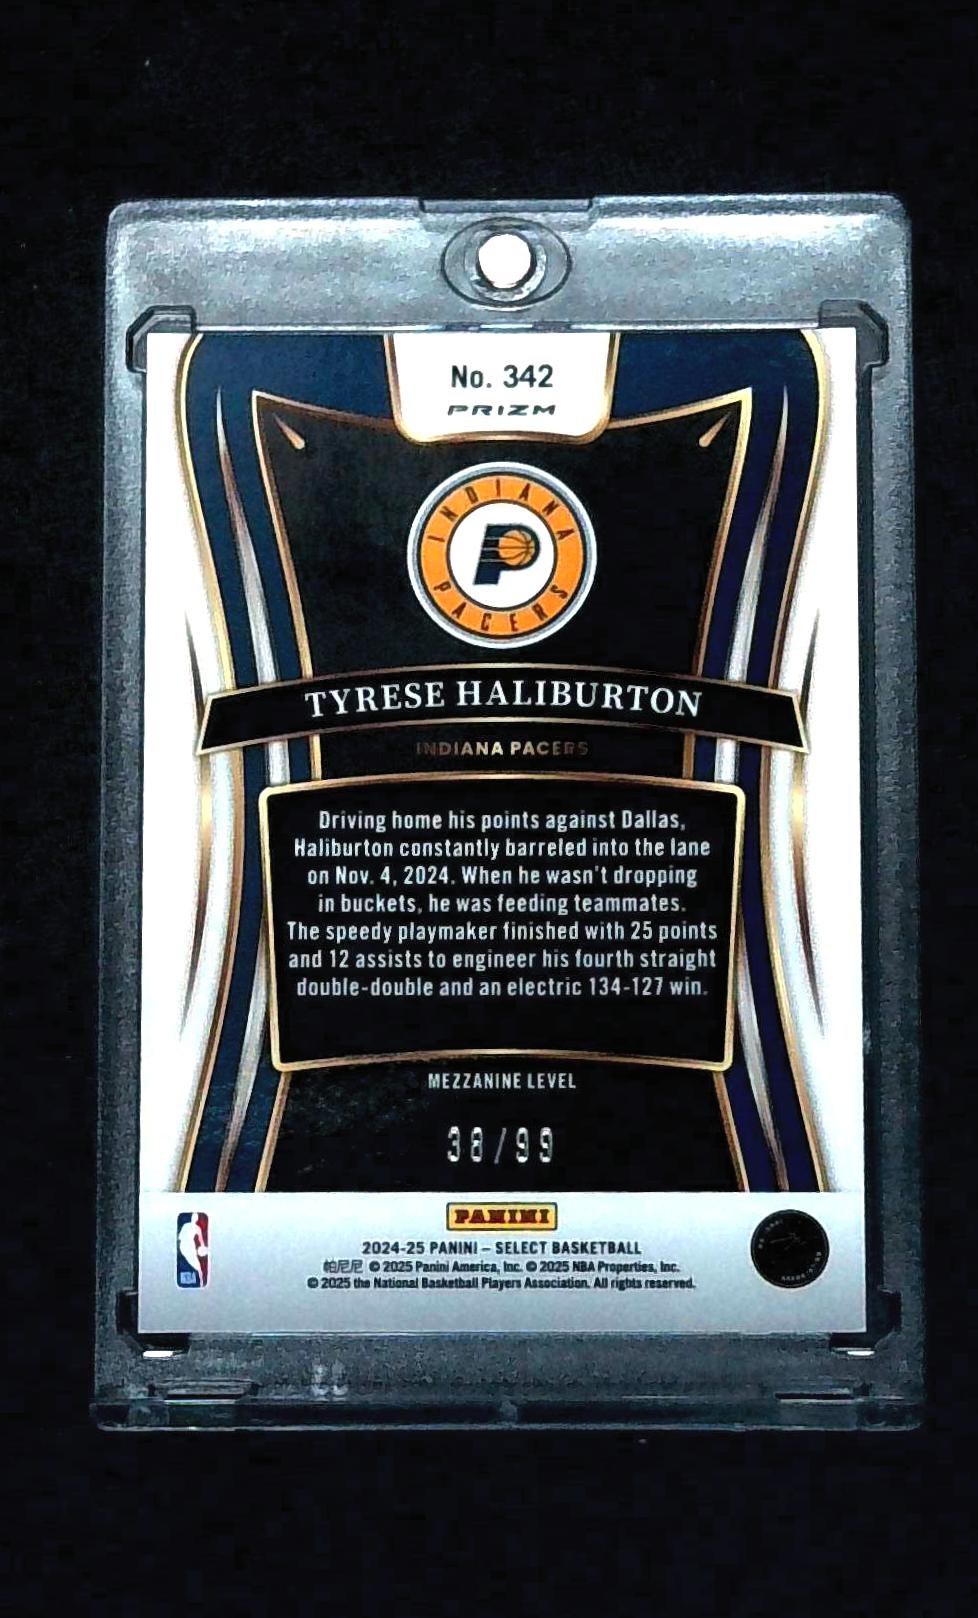 No. 342
PRIZM
INDIANA
PACERS
TYRESE HALIBURTON
INDIANA PACERS
Driving home his points against Dallas,
Haliburton constantly barreled into the lane
on Nov. 4, 2024. When he wasn't dropping
in buckets, he was feeding teammates.
The speedy playmaker finished with 25 points
and 12 assists to engineer his fourth straight
double-double and an electric 134-127 win.
MEZZANINE LEVEL
38/99
PANINI
NBA
2024-25 PANINI – SELECT BASKETBALL
帕尼尼 © 2025 Panini America, Inc. © 2025 NBA Properties, Inc.
© 2025 the National Basketball Players Association. All rights reserved.